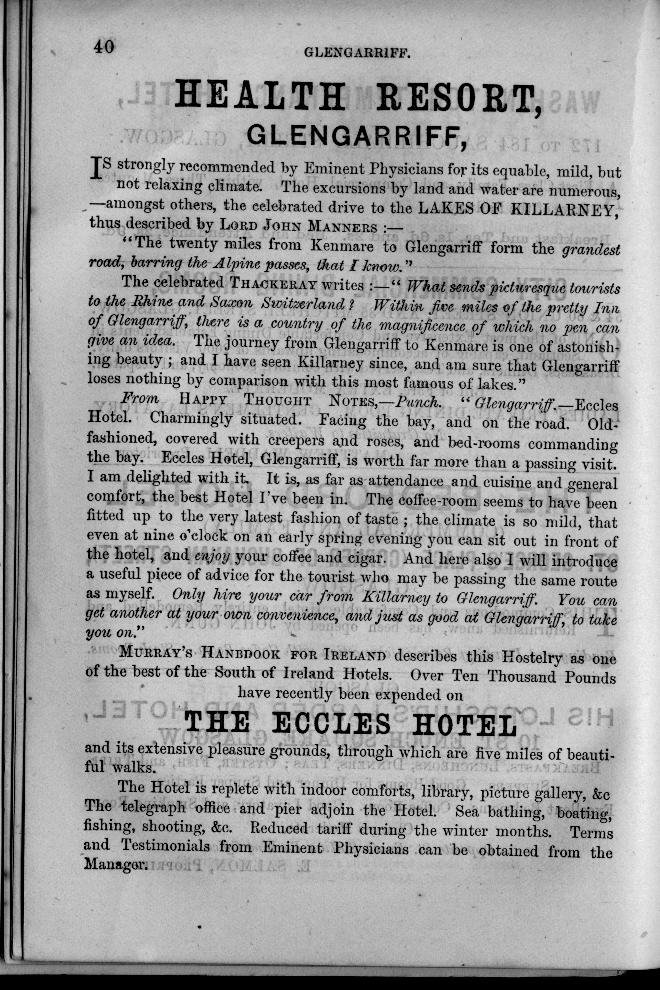 40
GLENGARRIFF.
HEALTH RESORT,
GLENGARRIFF,
IS strongly recommended by Eminent Physicians for its equable, mild, but
not relaxing climate. The excursions by land and water are numerous,
—amongst others, the celebrated drive to the LAKES OF KILLARNEY,
thus described by LORD JOHN MANNERS :—
"The twenty miles from Kenmare to Glengarriff form the grandest
road, barring the Alpine passes, that I know."
The celebrated THACKERAY writes :—" What sends picturesque tourists
to the Rhine and Saxon Switzerland? Within five miles of the pretty Inn
of Glengarriff, there is a country of the magnificence of which no pen can
give an idea. The journey from Glengarriff to Kenmare is one of astonish-
ing beauty ; and I have seen Killarney since, and am sure that Glengarriff
loses nothing by comparison with this most famous of lakes."
From HAPPY THOUGHT NOTES,—Punch. " Glengarriff.—Eccles
Hotel. Charmingly situated. Facing the bay, and on the road. Old-
fashioned, covered with creepers and roses, and bed-rooms commanding
the bay. Eccles Hotel, Glengarriff, is worth far more than a passing visit.
I am delighted with it. It is, as far as attendance and cuisine and general
comfort, the best Hotel I've been in. The coffee-room seems to have been
fitted up to the very latest fashion of taste ; the climate is so mild, that
even at nine o'clock on an early spring evening you can sit out in front of
the hotel, and enjoy your coffee and cigar. And here also I will introduce
a useful piece of advice for the tourist who may be passing the same route
as myself. Only hire your car from Killarney to Glengarriff. You can
get another at your own convenience, and just as good at Glengarriff, to take
you on."
MURRAY'S HANDBOOK FOR IRELAND describes this Hostelry as one
of the best of the South of Ireland Hotels. Over Ten Thousand Pounds
have recently been expended on
THE ECCLES HOTEL
and its extensive pleasure grounds, through which are five miles of beauti-
ful walks.
The Hotel is replete with indoor comforts, library, picture gallery, &c
The telegraph office and pier adjoin the Hotel. Sea bathing, boating,
fishing, shooting, &c. Reduced tariff during the winter months. Terms
and Testimonials from Eminent Physicians can be obtained from the
Manager.